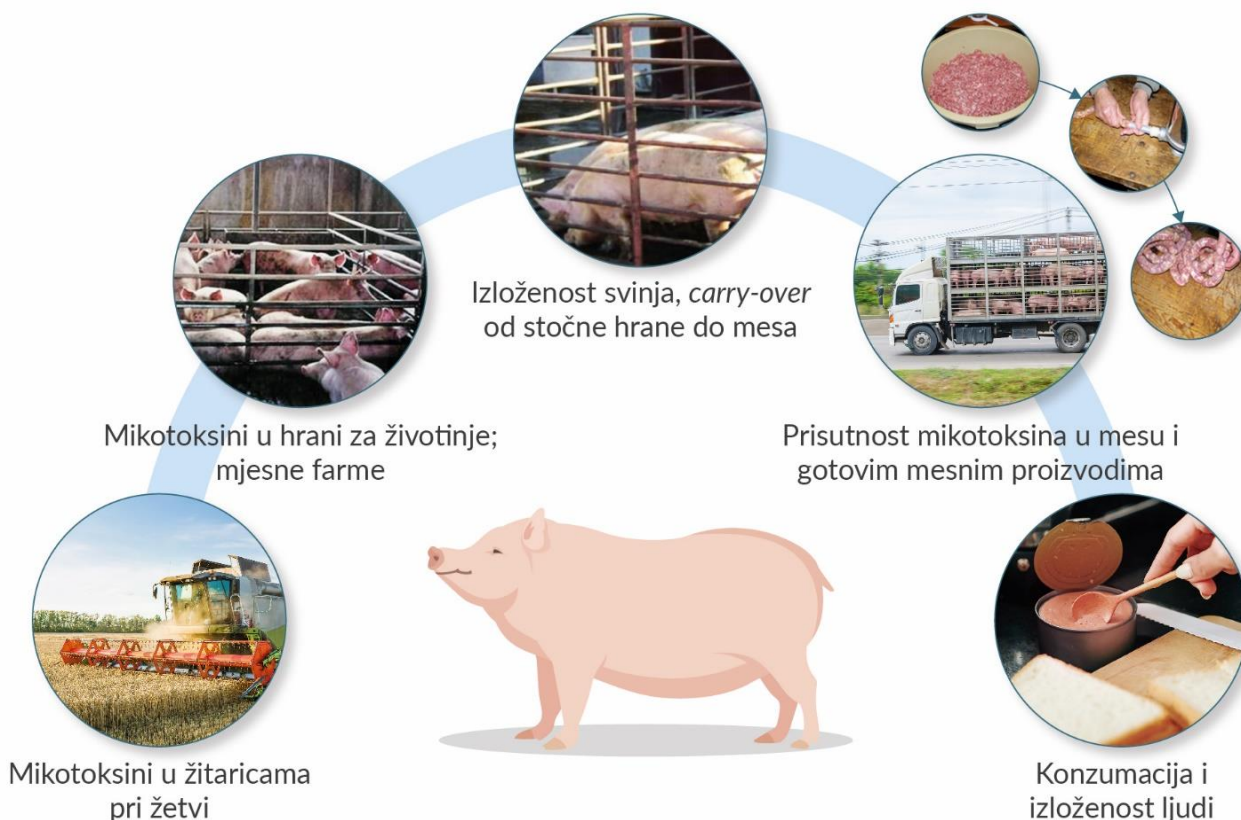 Mikotoksini u žitaricama
pri žetvi
Mikotoksini u hrani za životinje;
mjesne farme
Izloženost svinja, carry-over
od stočne hrane do mesa
Prisutnost mikotoksina u mesu i
gotovim mesnim proizvodima
Konzumacija i
izloženost ljudi